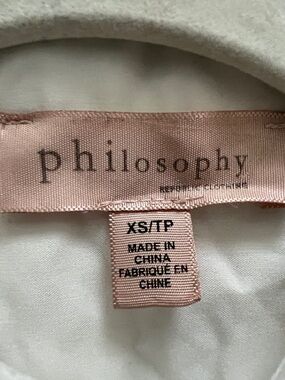 philosophy
REPUBLIC CLOTHING
XS/TP
MADE IN
CHINA
FABRIQUÉ EN
CHINE